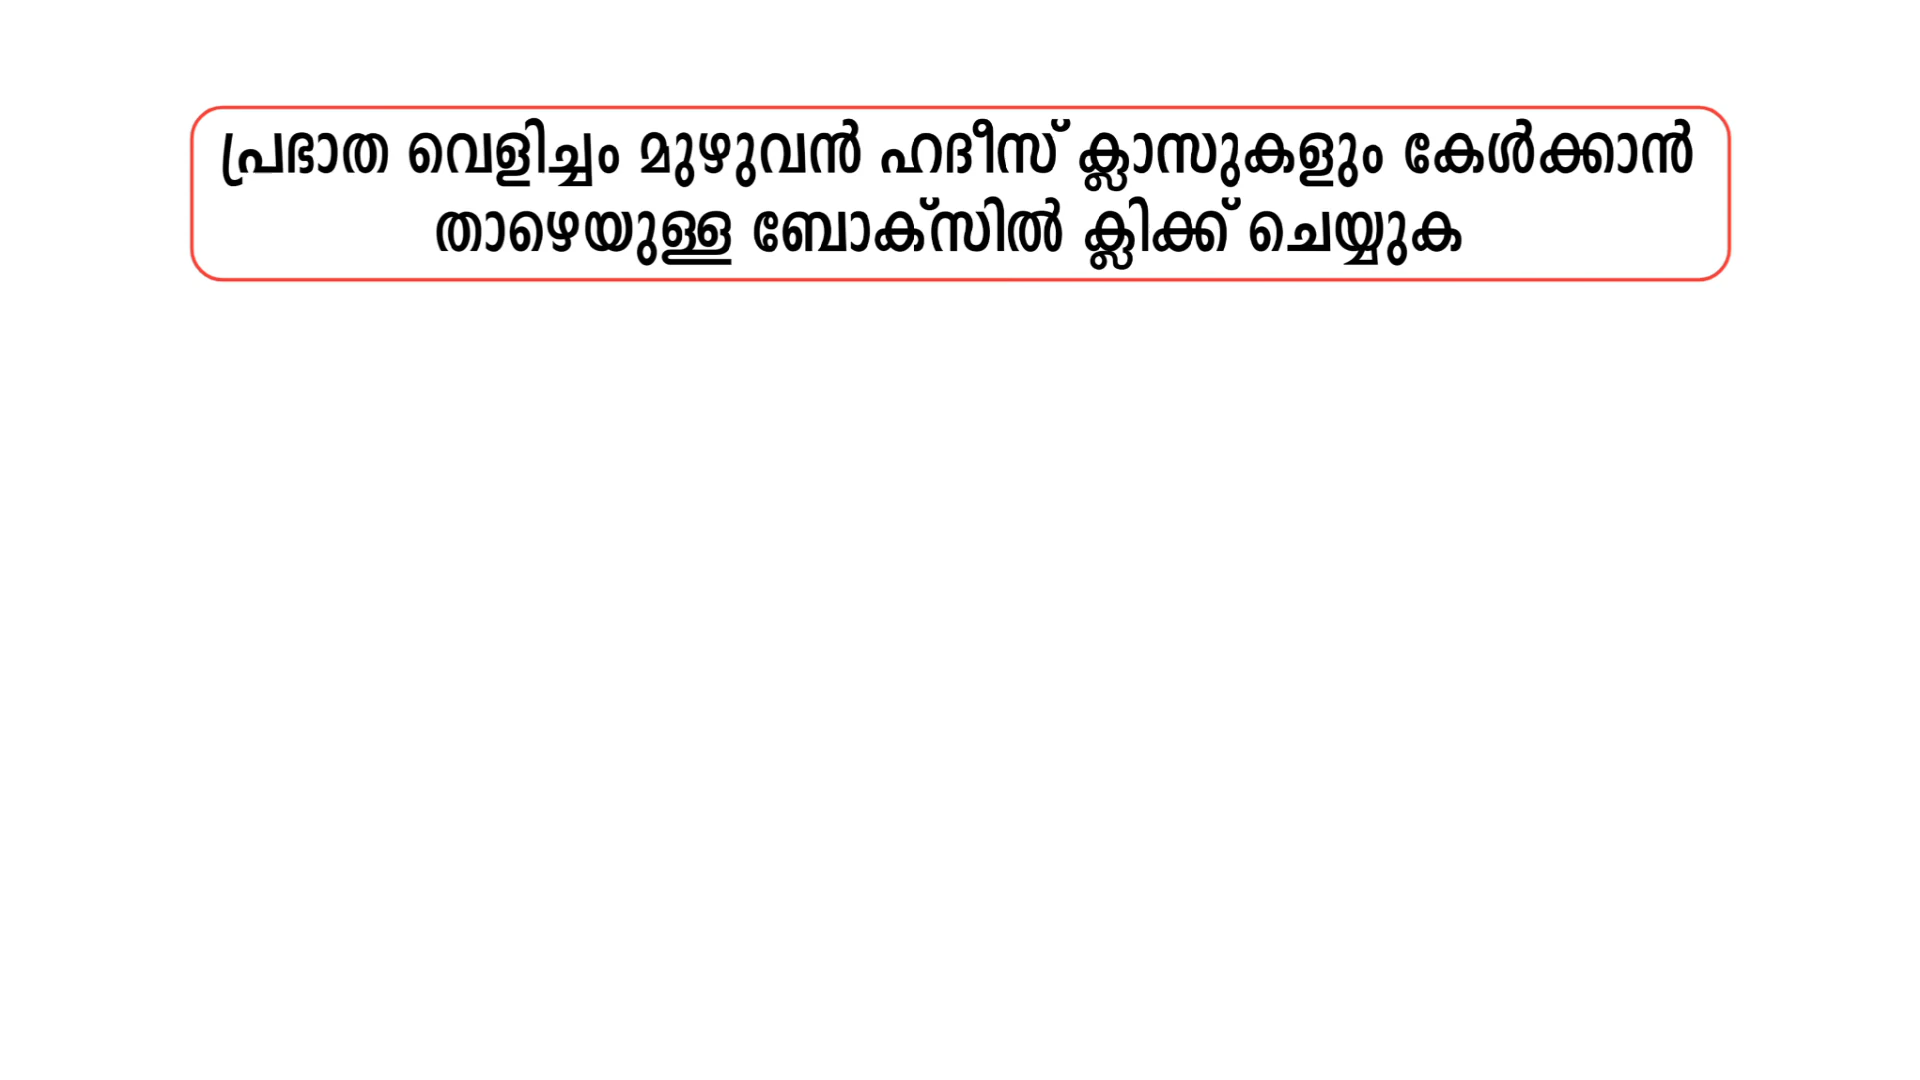 പ്രഭാത വെളിച്ചം മുഴുവൻ ഹദീസ് ക്ലാസുകളും കേൾക്കാൻ
താഴെയുള്ള ബോക്സിൽ ക്ലിക്ക് ചെയ്യുക